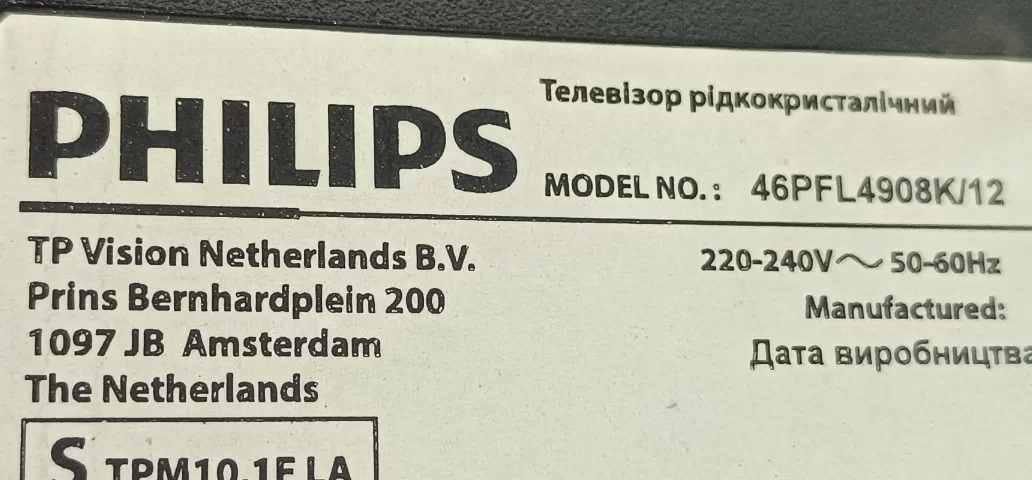 PHILIPS
Телевізор рідкокристалічний
MODEL NO.: 46PFL4908K/12
TP Vision Netherlands B.V.
Prins Bernhardplein 200
1097 JB Amsterdam
The Netherlands
220-240V~ 50-60Hz
Manufactured:
Дата виробництва
S TPM10.1E LA